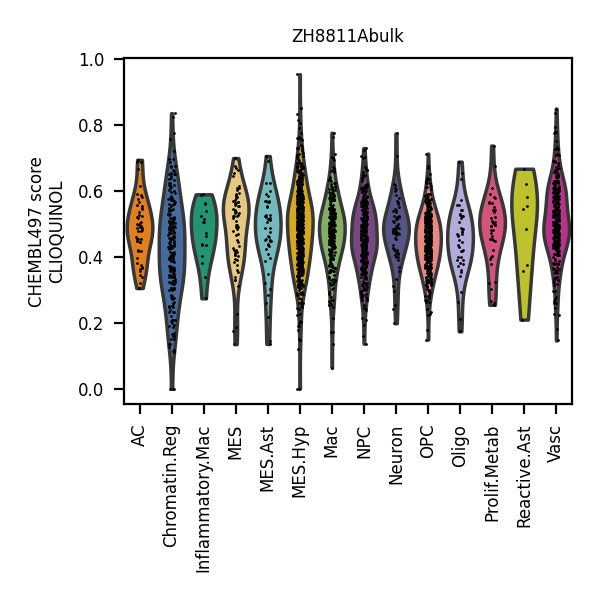 ZH8811Abulk
CHEMBL497 score
CLIOQUINOL
1.0
0.8
0.6
0.4
0.2
0.0
AC
Chromatin.Reg
Inflammatory.Mac
MES
MES.Ast
MES.Hyp
Mac
NPC
Neuron
OPC
Oligo
Prolif.Metab
Reactive.Ast
Vasc